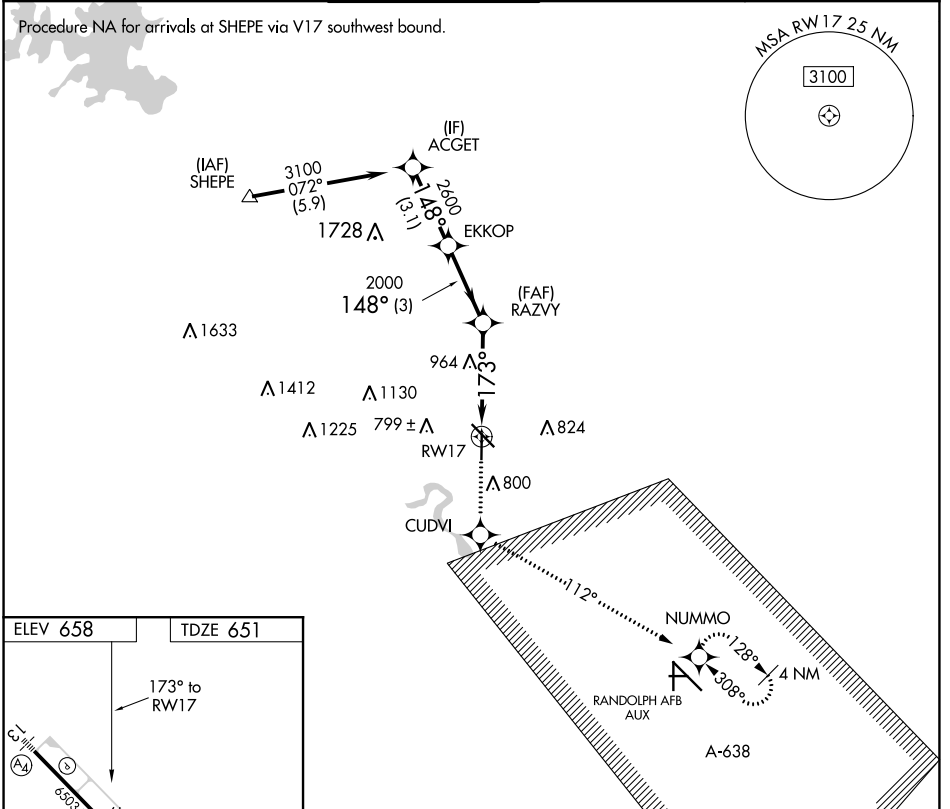 Procedure NA for arrivals at SHEPE via V17 southwest bound.
MSA RW17 25 NM
3100
(IF)
ACGET
(IAF)
SHEPE
3100
072°
(5.9)
2600
148°
(3.1)
1728
EKKOP
2000
148° (3)
(FAF)
RAZVY
1633
964
173°
1412
1130
1225
799 ±
824
RW17
800
CUDVI
112°
NUMMO
128°
4 NM
308°
RANDOLPH AFB
AUX
A-638
ELEV 658
TDZE 651
173° to
RW17
13
A4
P
6503